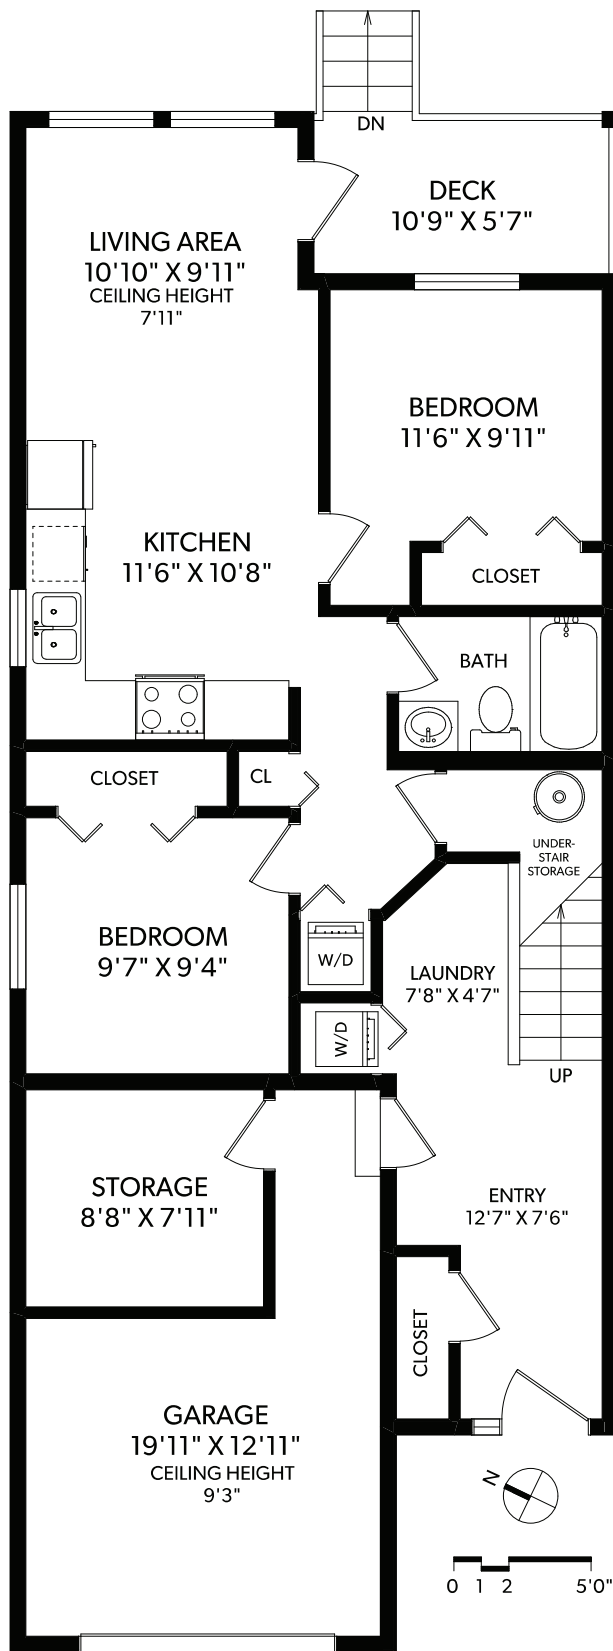 DN
DECK
10'9" X 5'7"
LIVING AREA
10'10" X 9'11"
CEILING HEIGHT
7'11"
BEDROOM
11'6" X 9'11"
KITCHEN
11'6" X 10'8"
CLOSET
BATH
CLOSET
CL
UNDER-
STAIR
STORAGE
BEDROOM
9'7" X 9'4"
W/D
LAUNDRY
7'8" X 4'7"
W/D
UP
STORAGE
8'8" X 7'11"
ENTRY
12'7" X 7'6"
CLOSET
GARAGE
19'11" X 12'11"
CEILING HEIGHT
9'3"
N
0 1 2 5'0"